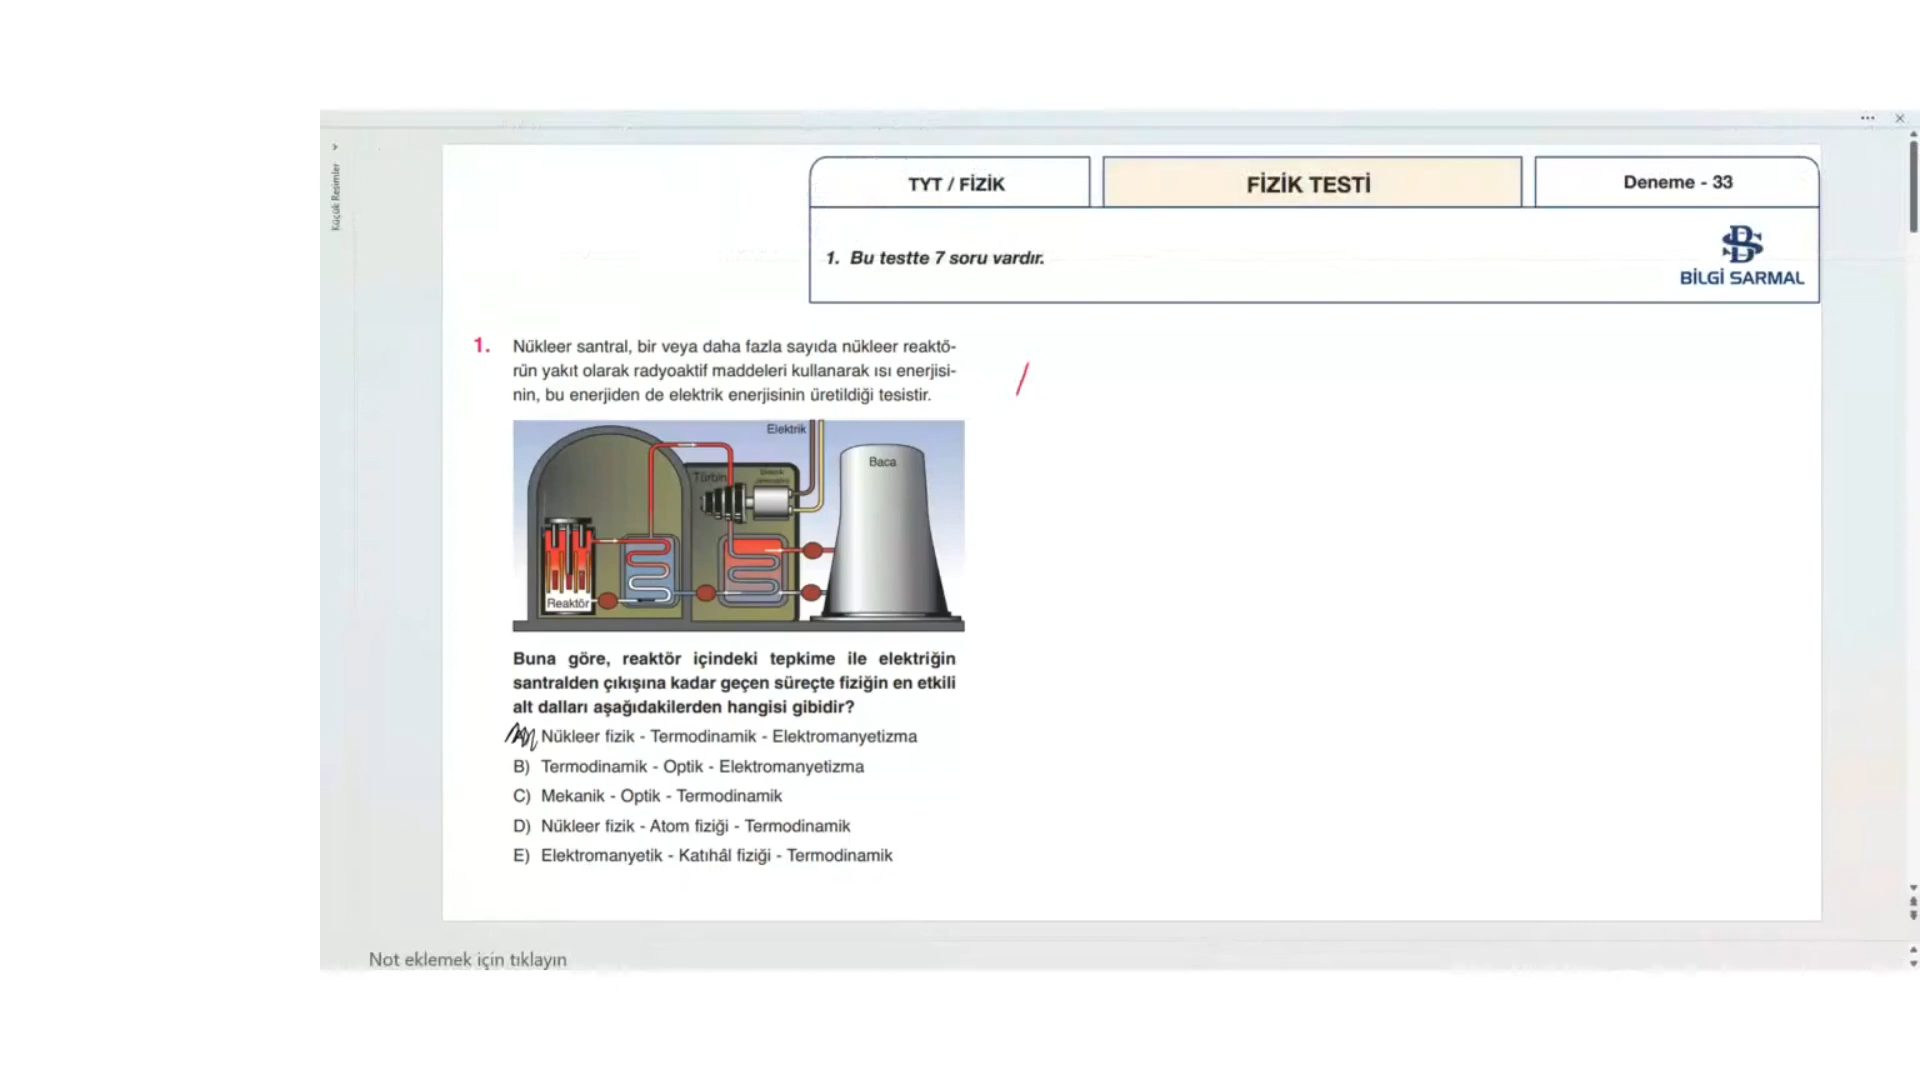 Küçük Resimler
TYT / FİZİK
FİZİK TESTİ
Deneme - 33
1. Bu testte 7 soru vardır.
BİLGİ SARMAL
1. Nükleer santral, bir veya daha fazla sayıda nükleer reaktö-
rün yakıt olarak radyoaktif maddeleri kullanarak ısı enerjisi-
nin, bu enerjiden de elektrik enerjisinin üretildiği tesistir.
Elektrik
Baca
Türbin
Reaktör
Buna göre, reaktör içindeki tepkime ile elektriğin
santralden çıkışına kadar geçen süreçte fiziğin en etkili
alt dalları aşağıdakilerden hangisi gibidir?
A) Nükleer fizik - Termodinamik - Elektromanyetizma
B) Termodinamik - Optik - Elektromanyetizma
C) Mekanik - Optik - Termodinamik
D) Nükleer fizik - Atom fiziği - Termodinamik
E) Elektromanyetik - Katıhâl fiziği - Termodinamik
Not eklemek için tıklayın